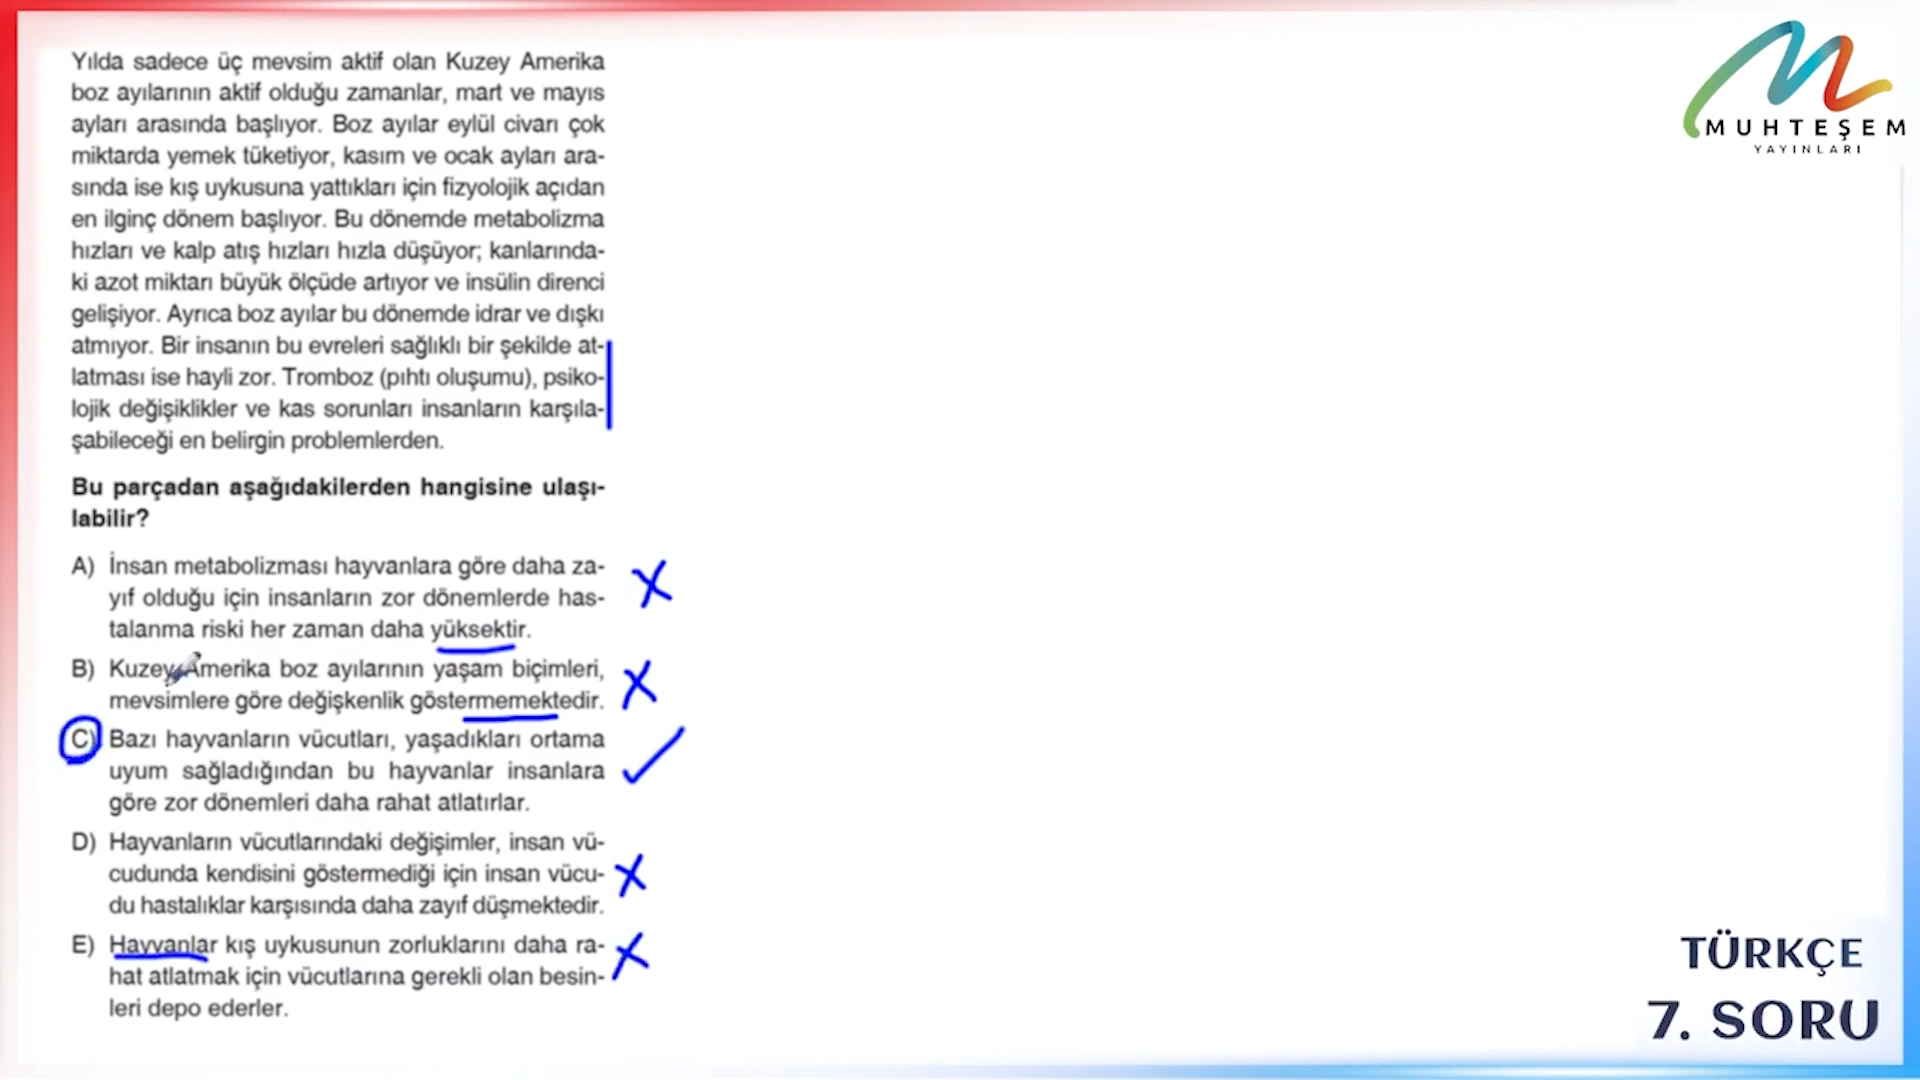 Yılda sadece üç mevsim aktif olan Kuzey Amerika
boz ayılarının aktif olduğu zamanlar, mart ve mayıs
ayları arasında başlıyor. Boz ayılar eylül civarı çok
miktarda yemek tüketiyor, kasım ve ocak ayları ara-
sında ise kış uykusuna yattıkları için fizyolojik açıdan
en ilginç dönem başlıyor. Bu dönemde metabolizma
hızları ve kalp atış hızları hızla düşüyor; kanlarında-
ki azot miktarı büyük ölçüde artıyor ve insülin direnci
gelişiyor. Ayrıca boz ayılar bu dönemde idrar ve dışkı
atmıyor. Bir insanın bu evreleri sağlıklı bir şekilde at-
latması ise hayli zor. Tromboz (pıhtı oluşumu), psiko-
lojik değişiklikler ve kas sorunları insanların karşıla-
şabileceği en belirgin problemlerden.
Bu parçadan aşağıdakilerden hangisine ulaşı-
labilir?
A) İnsan metabolizması hayvanlara göre daha za-
yıf olduğu için insanların zor dönemlerde has-
talanma riski her zaman daha yüksektir.
B) Kuzey Amerika boz ayılarının yaşam biçimleri,
mevsimlere göre değişkenlik göstermemektedir.
C) Bazı hayvanların vücutları, yaşadıkları ortama
uyum sağladığından bu hayvanlar insanlara
göre zor dönemleri daha rahat atlatırlar.
D) Hayvanların vücutlarındaki değişimler, insan vü-
cudunda kendisini göstermediği için insan vücu-
du hastalıklar karşısında daha zayıf düşmektedir.
E) Hayvanlar kış uykusunun zorluklarını daha ra-
hat atlatmak için vücutlarına gerekli olan besin-
leri depo ederler.
MUHTEŞEM
YAYINLARI
TÜRKÇE
7. SORU